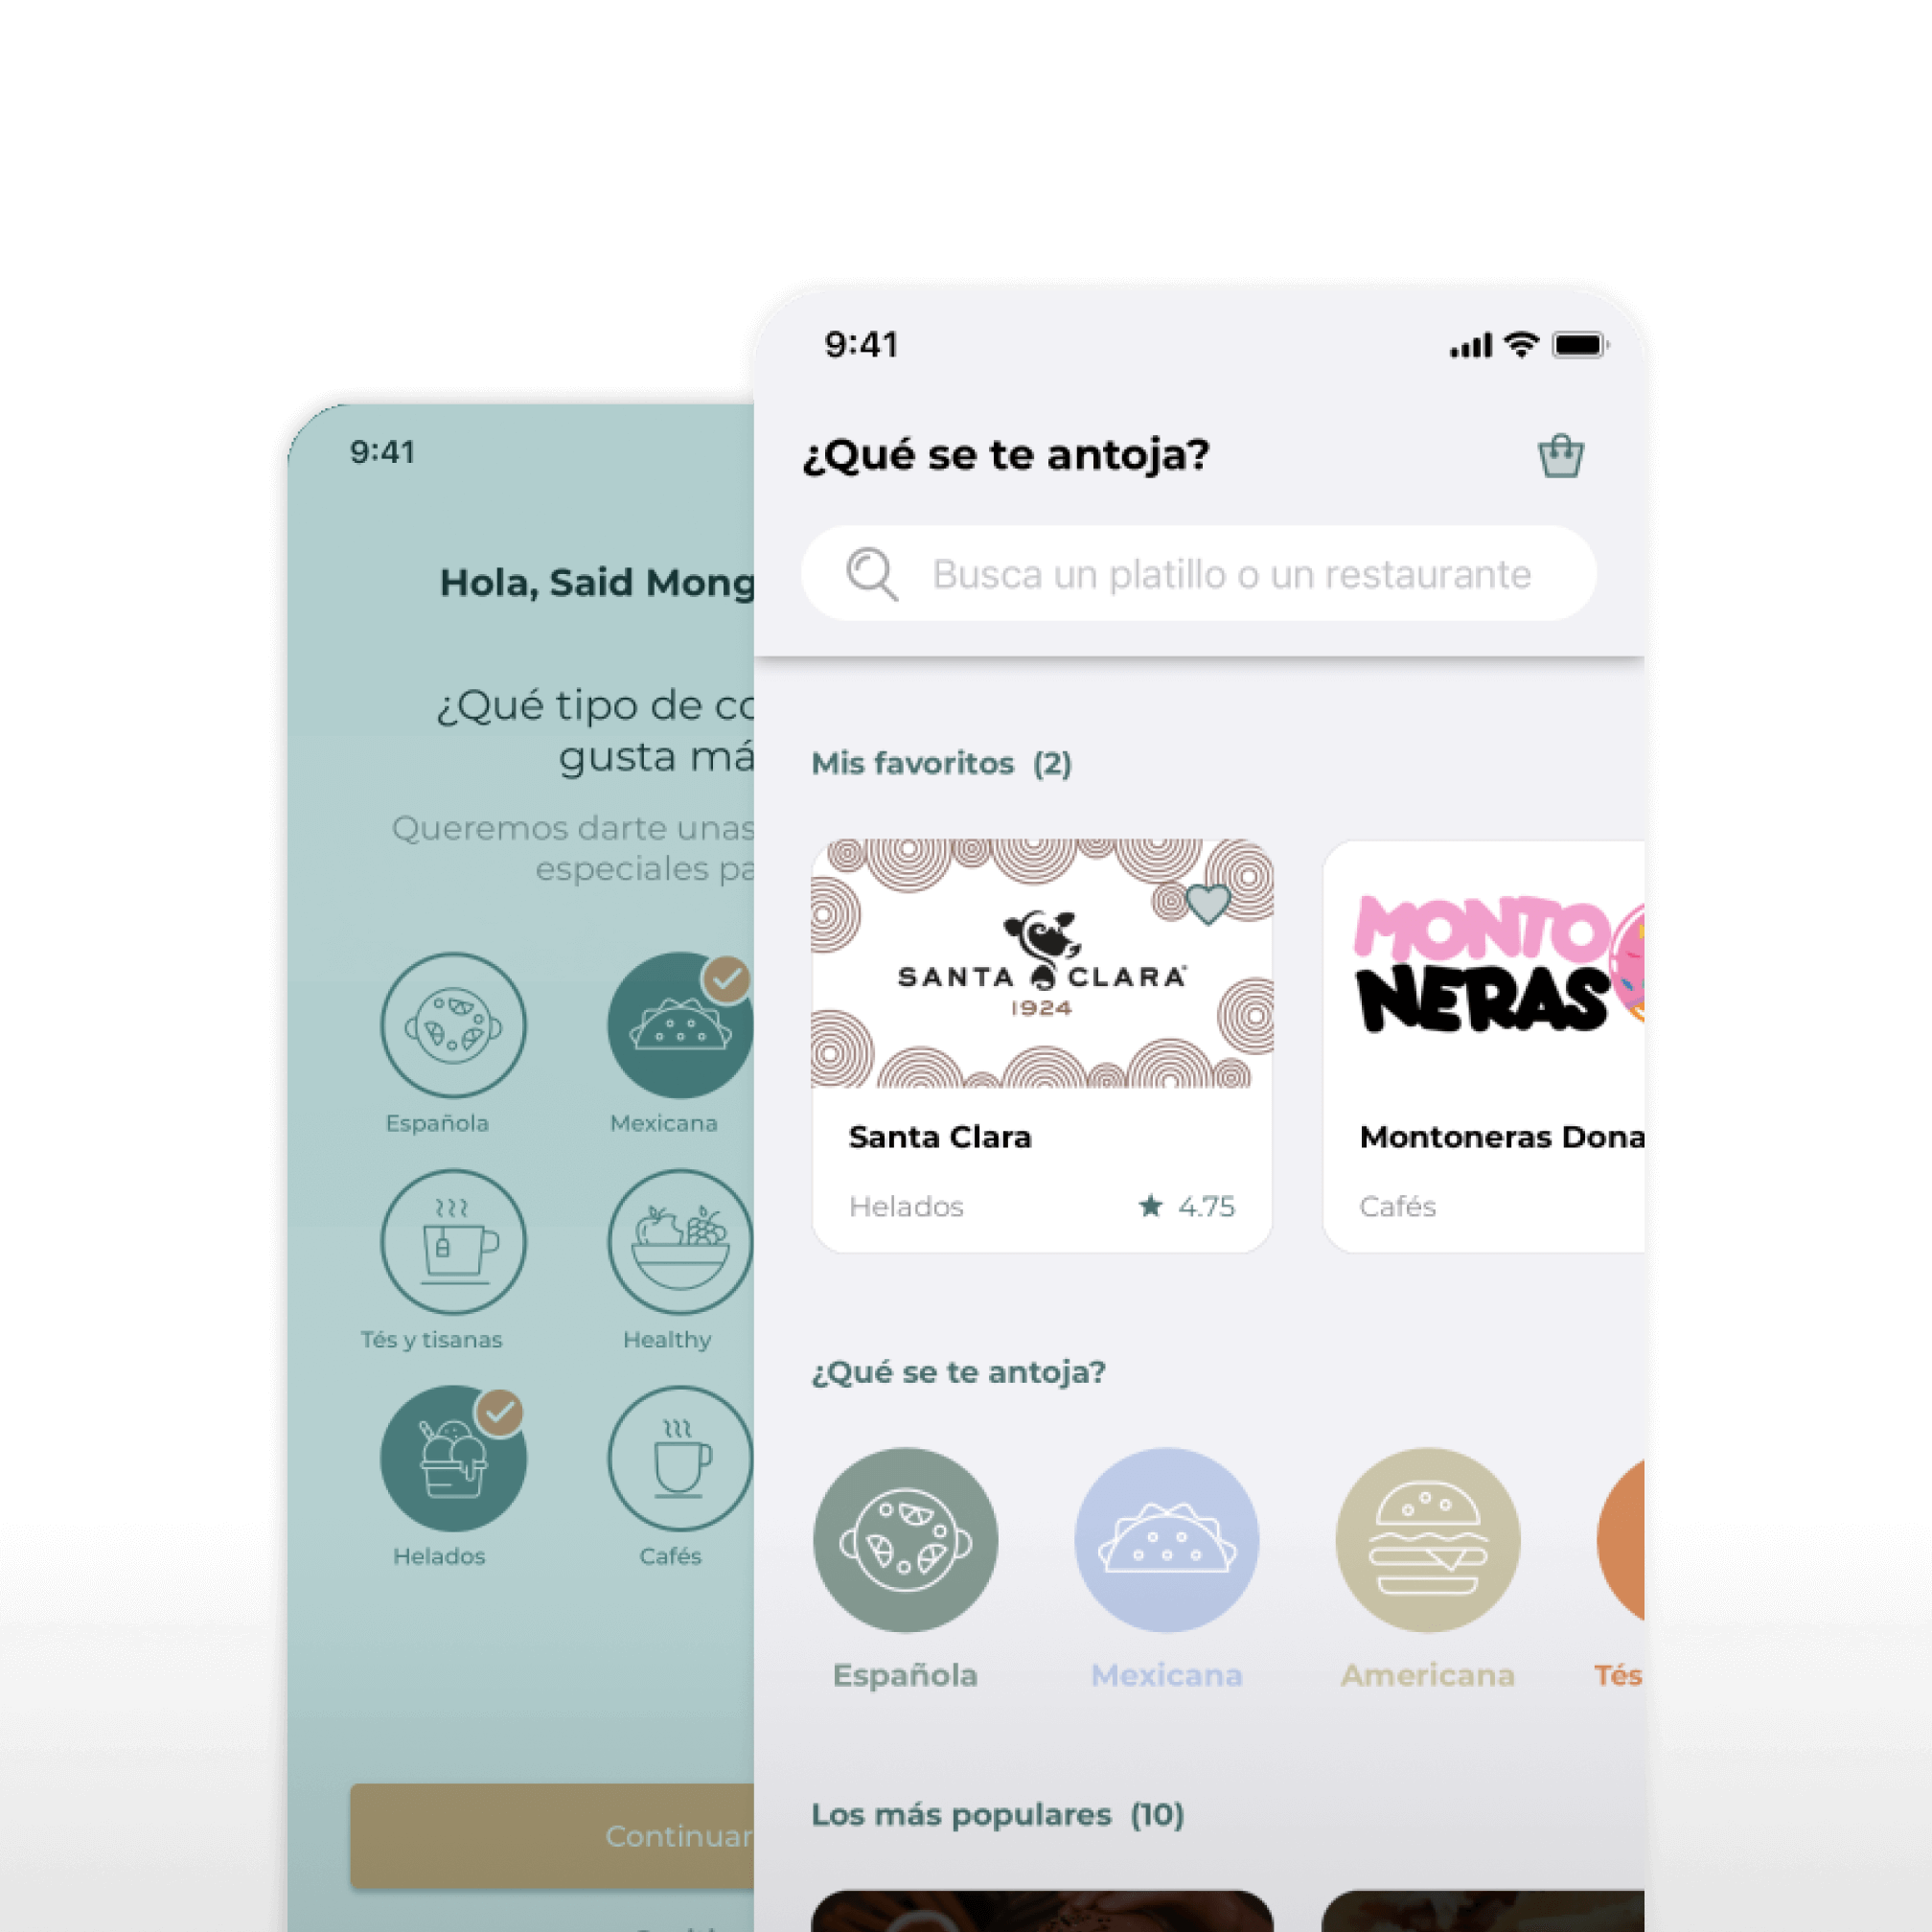 9:41
Hola, Said Mong
¿Qué tipo de co
gusta má
Queremos darte unas
especiales pa
Española
Mexicana
Tés y tisanas
Healthy
Helados
Cafés
Continuar
9:41
¿Qué se te antoja?
Busca un platillo o un restaurante
Mis favoritos (2)
SANTA CLARA
1924
MONTO
NERAS
Santa Clara
Montoneras Dona
Helados
4.75
Cafés
¿Qué se te antoja?
Española
Mexicana
Americana
Tés
Los más populares (10)